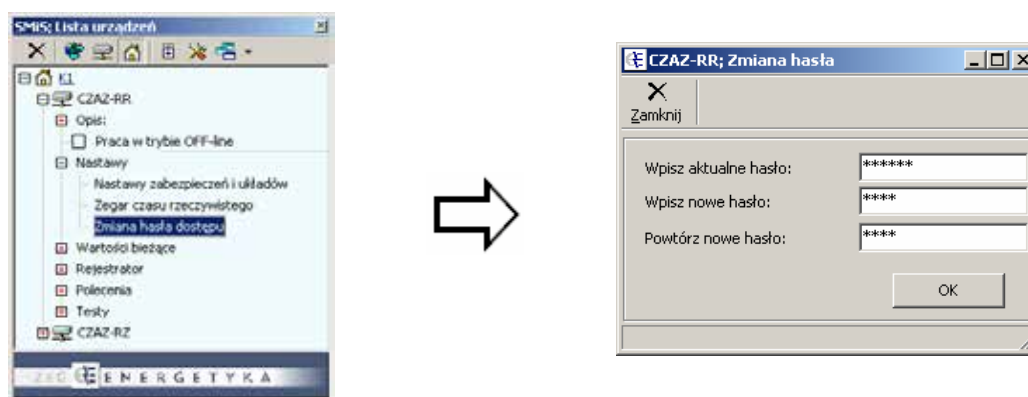 SMiS; Lista urządzeń
K1
CZAZ-RR
Opis:
Praca w trybie OFF-line
Nastawy
Nastawy zabezpieczeń i układów
Zegar czasu rzeczywistego
Zmiana hasła dostępu
Wartości bieżące
Rejestrator
Polecenia
Testy
CZAZ-RZ
ENERGETYKA
CZAZ-RR; Zmiana hasła
Zamknij
Wpisz aktualne hasło: ******
Wpisz nowe hasło: ****
Powtórz nowe hasło: ****
OK